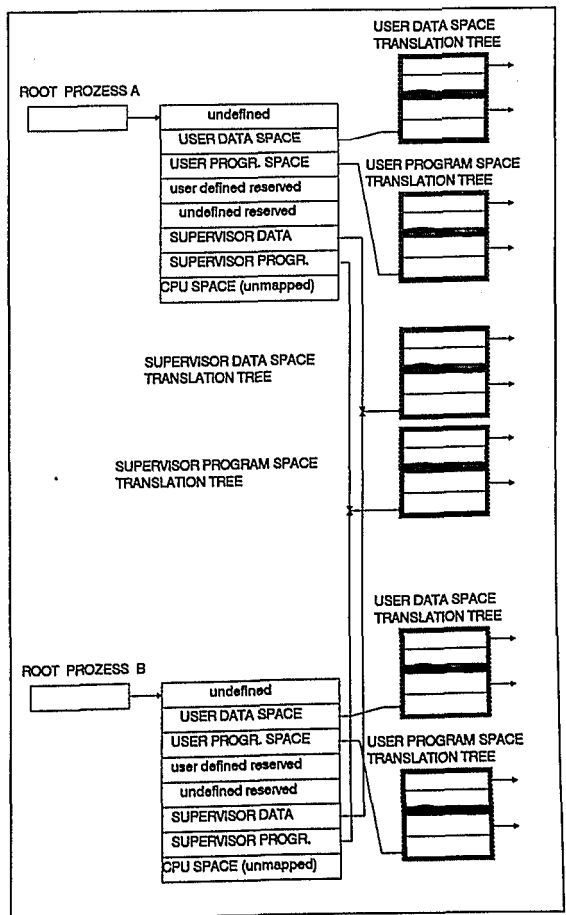 USER DATA SPACE
TRANSLATION TREE
ROOT PROZESS A
undefined
USER DATA SPACE
USER PROGR. SPACE
user defined reserved
undefined reserved
SUPERVISOR DATA
SUPERVISOR PROGR.
CPU SPACE (unmapped)
USER PROGRAM SPACE
TRANSLATION TREE
SUPERVISOR DATA SPACE
TRANSLATION TREE
SUPERVISOR PROGRAM SPACE
TRANSLATION TREE
USER DATA SPACE
TRANSLATION TREE
ROOT PROZESS B
undefined
USER DATA SPACE
USER PROGR. SPACE
user defined reserved
undefined reserved
SUPERVISOR DATA
SUPERVISOR PROGR.
CPU SPACE (unmapped)
USER PROGRAM SPACE
TRANSLATION TREE